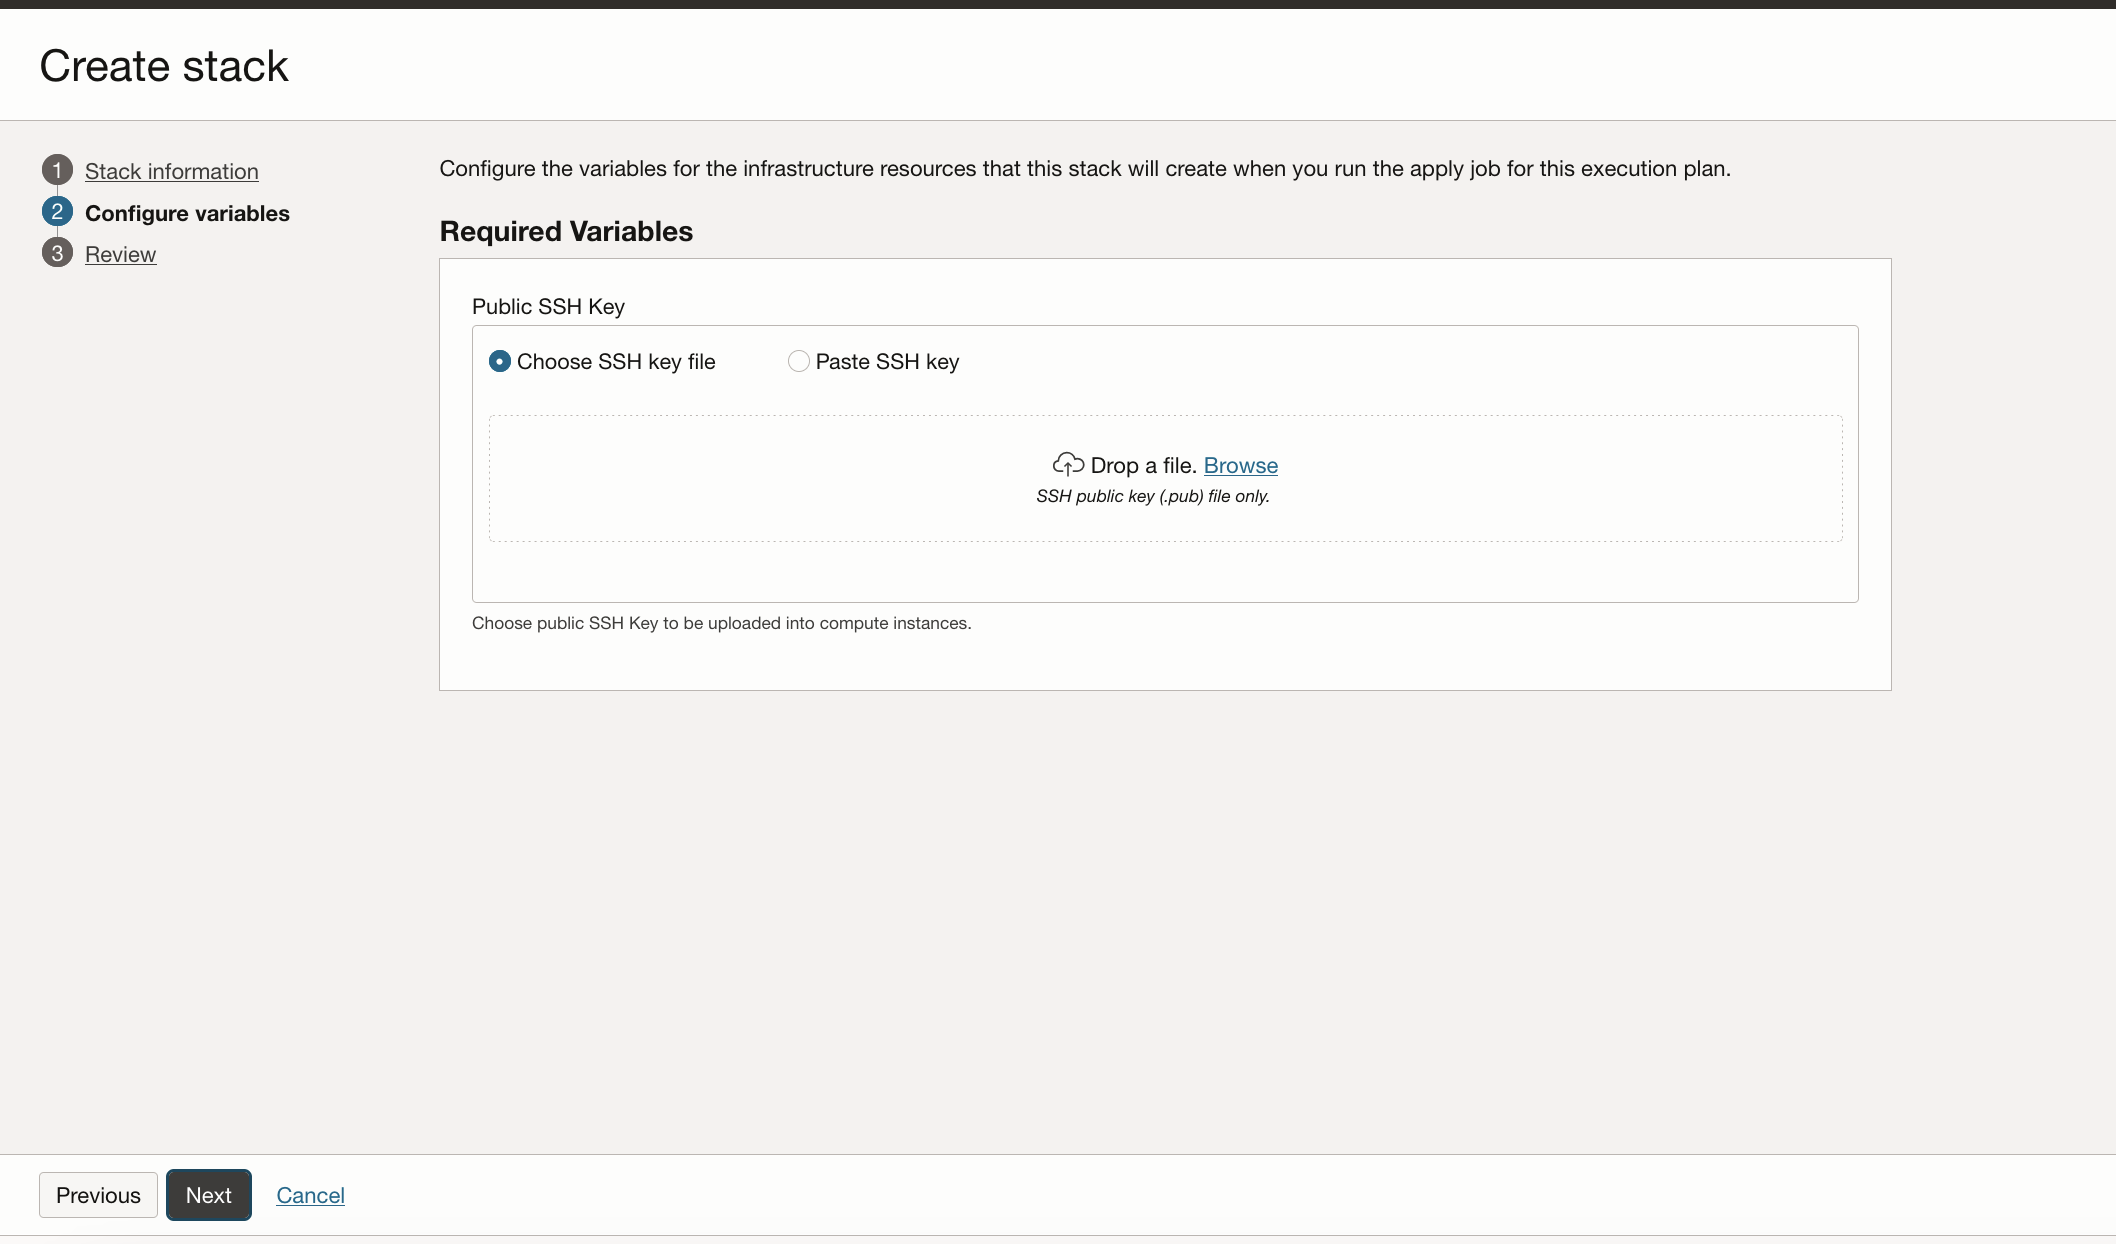 Create stack
1 Stack information
2 Configure variables
3 Review
Configure the variables for the infrastructure resources that this stack will create when you run the apply job for this execution plan.
Required Variables
Public SSH Key
Choose SSH key file Paste SSH key
Drop a file. Browse
SSH public key (.pub) file only.
Choose public SSH Key to be uploaded into compute instances.
Previous Next Cancel